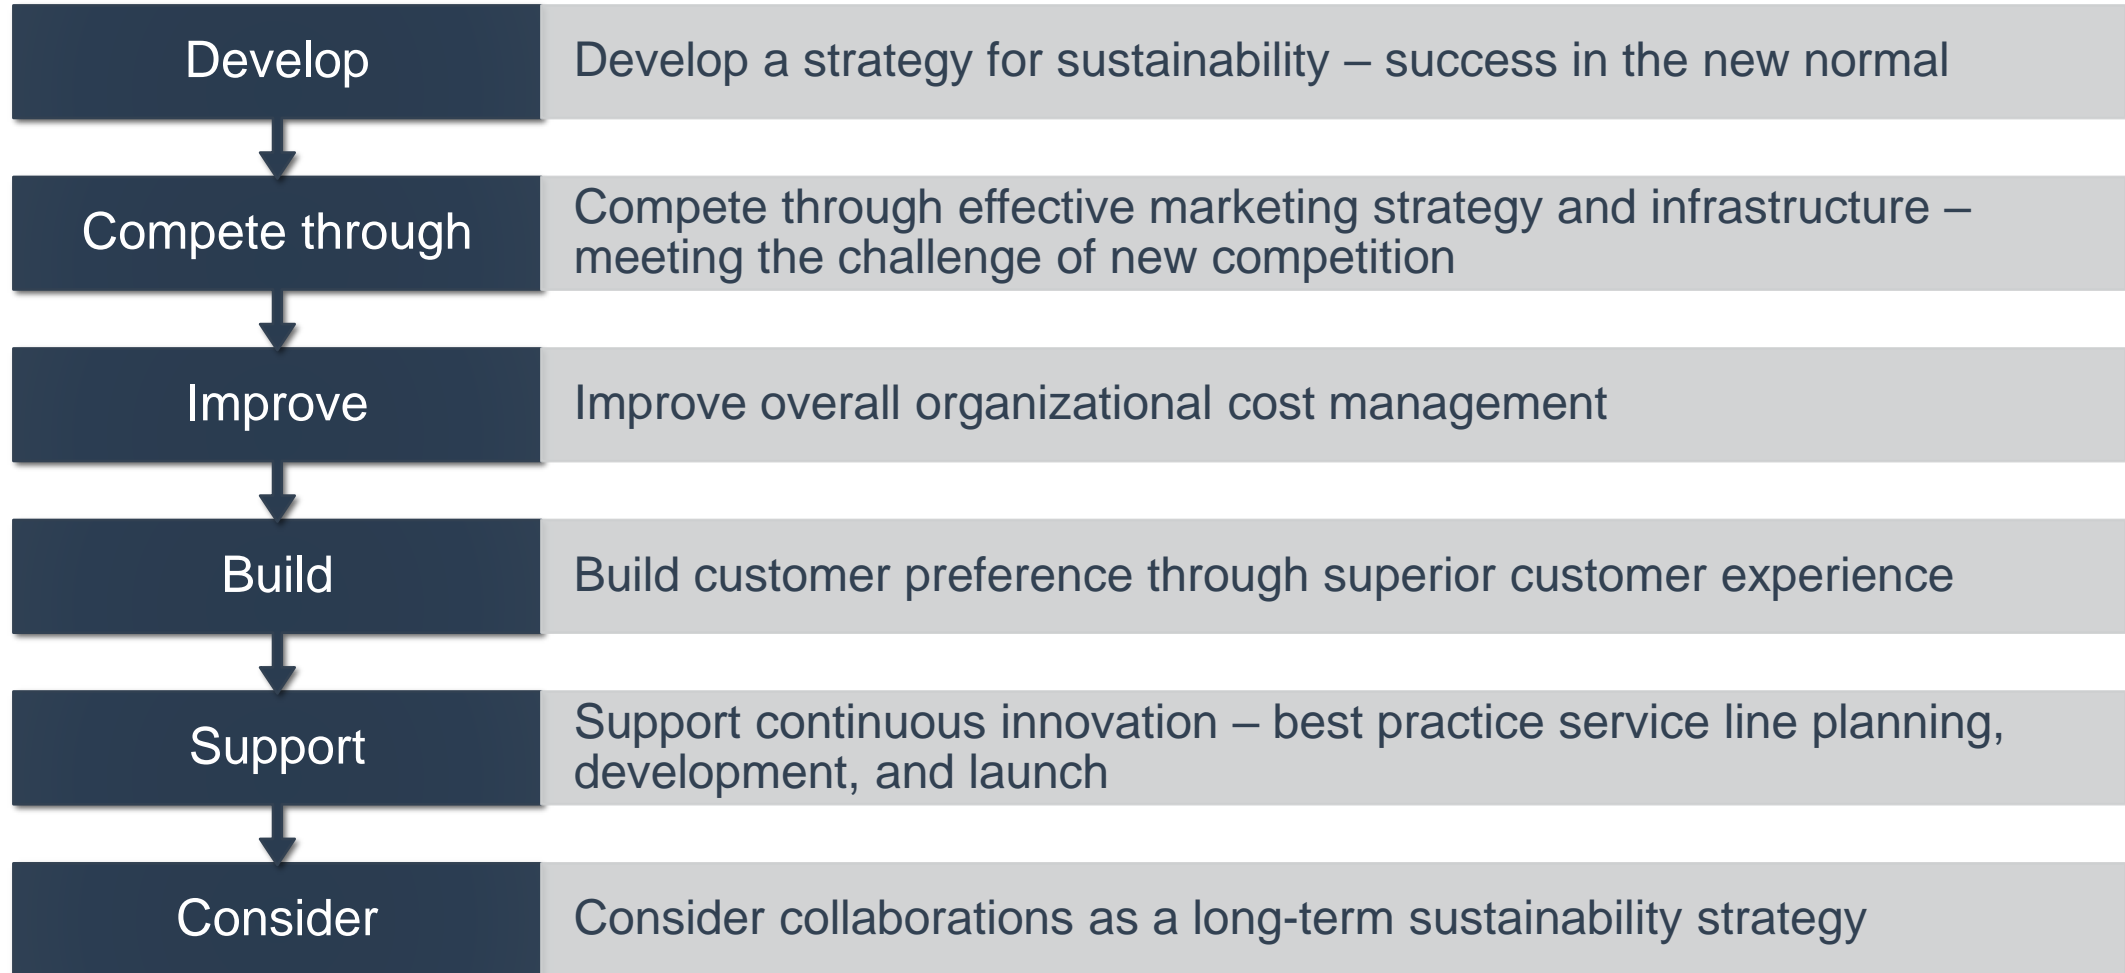 Develop
Develop a strategy for sustainability – success in the new normal
Compete through
Compete through effective marketing strategy and infrastructure –
meeting the challenge of new competition
Improve
Improve overall organizational cost management
Build
Build customer preference through superior customer experience
Support
Support continuous innovation – best practice service line planning,
development, and launch
Consider
Consider collaborations as a long-term sustainability strategy